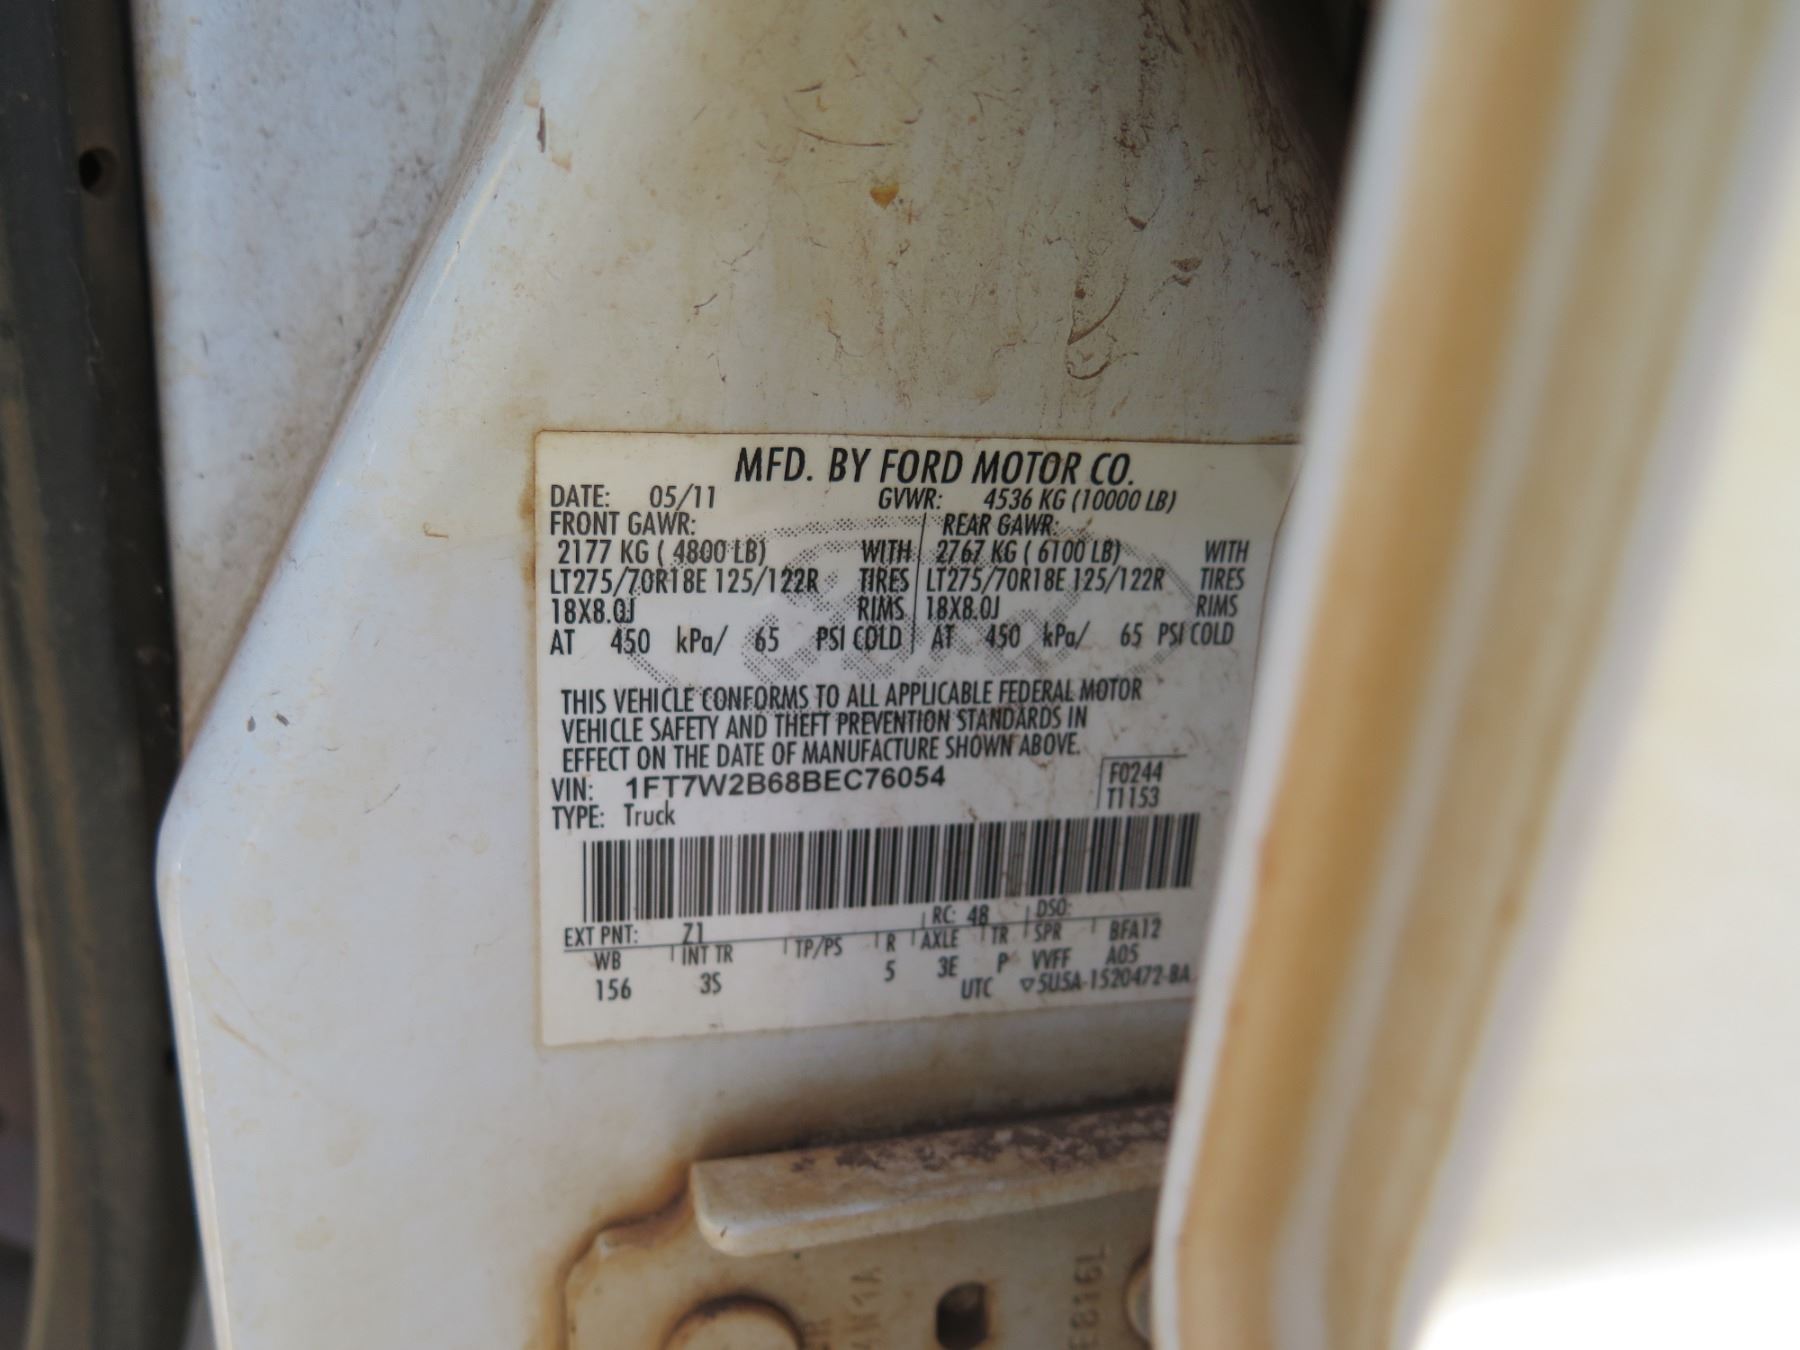 MFD. BY FORD MOTOR CO.
DATE: 05/11 GVWR: 4536 KG (10000 LB)
FRONT GAWR: REAR GAWR:
2177 KG ( 4800 LB) WITH 2767 KG ( 6100 LB) WITH
LT275/70R18E 125/122R TIRES LT275/70R18E 125/122R TIRES
18X8.0J RIMS 18X8.0J RIMS
AT 450 kPa/ 65 PSI COLD AT 450 kPa/ 65 PSI COLD
THIS VEHICLE CONFORMS TO ALL APPLICABLE FEDERAL MOTOR
VEHICLE SAFETY AND THEFT PREVENTION STANDARDS IN
EFFECT ON THE DATE OF MANUFACTURE SHOWN ABOVE.
VIN: 1FT7W2B68BEC76054 F0244
TYPE: Truck T1153
EXT PNT: Z1 RC: 48 DSO:
WB INT TR TP/PS R AXLE TR SPR BFA12
156 3S 5 3E P VVFF A05
UTC ▽5U5A-1520472-BA
E816L